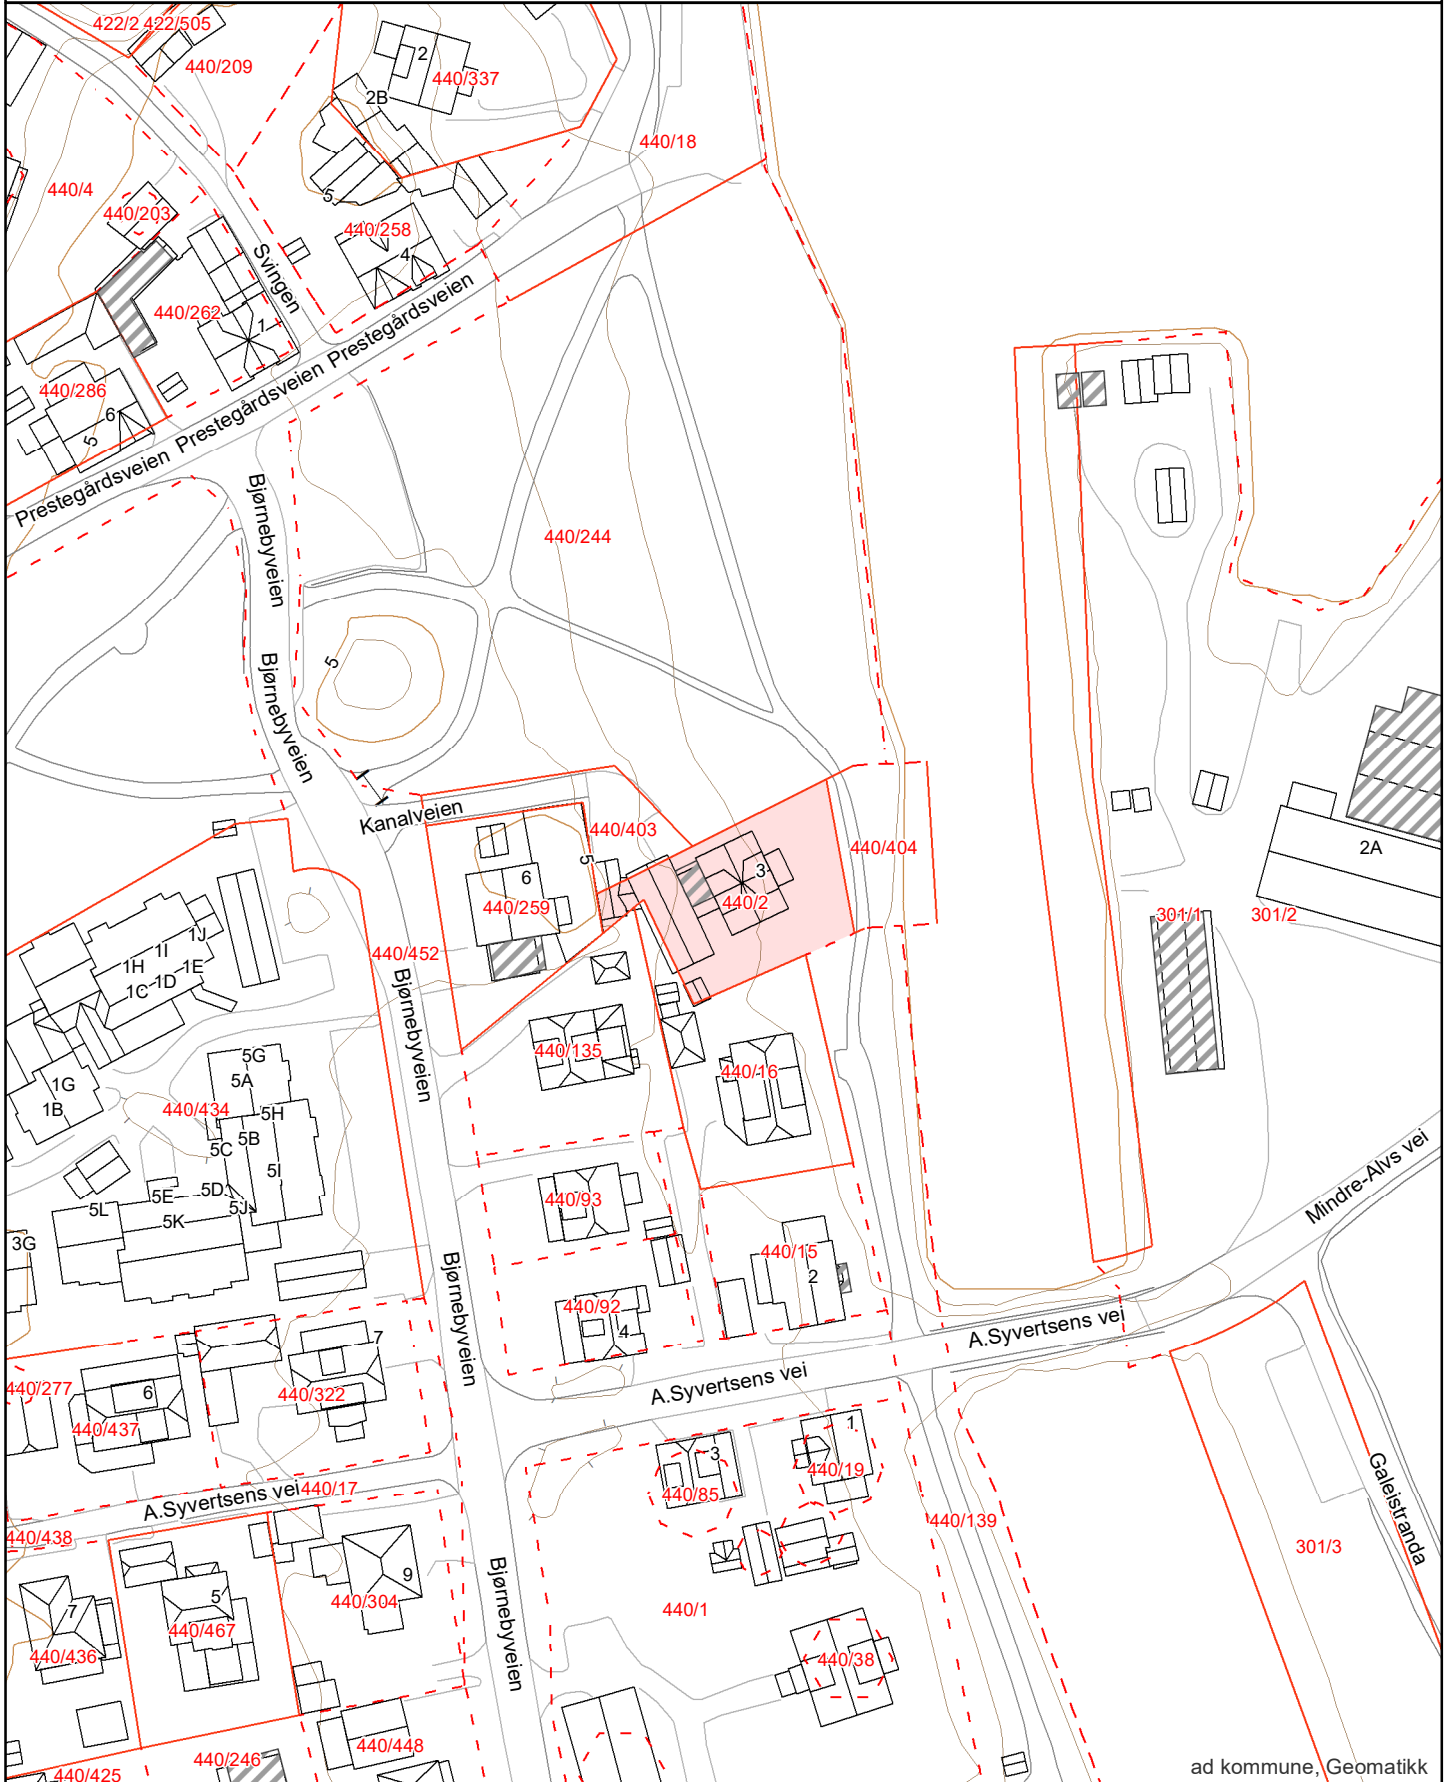 422/2 422/505
440/209
2
440/337
2B
440/18
440/4
440/203
5
440/258
4
Svingen
440/262
1
Prestegårdsveien
Prestegårdsveien
Prestegårdsveien
440/286
6
5
Bjørnebyveien
440/244
5
Bjørnebyveien
Kanalveien
440/403
5
6
440/259
3
440/2
440/404
2A
301/1
301/2
1J
1I
1H
1E
1D
1C
440/452
Bjørnebyveien
440/135
440/16
1G
1B
5G
5A
440/434
5H
5B
5C
5I
5D
5E
5J
5L
5K
3G
440/93
440/15
2
Mindre-Alvs vei
Bjørnebyveien
440/92
4
7
A.Syvertsens vei
A.Syvertsens vei
440/277
6
440/322
440/437
1
3
440/19
440/85
Galeistranda
A.Syvertsens vei
440/17
440/438
440/139
301/3
Bjørnebyveien
9
5
440/304
7
440/467
440/1
440/436
440/38
440/448
440/246
440/425
ad kommune, Geomatikk